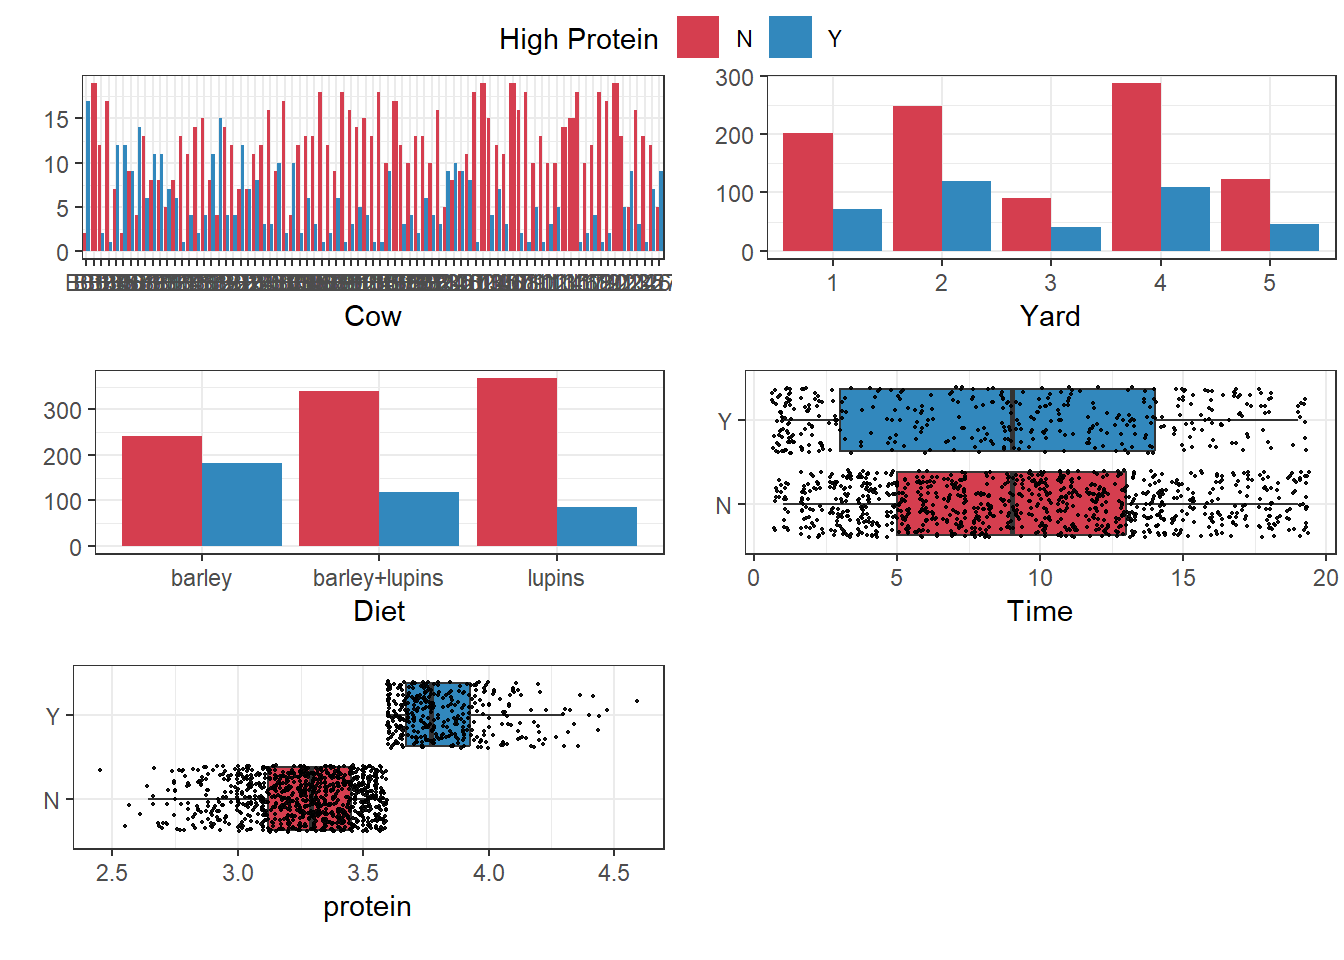 High Protein N Y
15
10
5
0
Cow
300
200
100
0
1 2 3 4 5
Yard
300
200
100
0
barley barley+lupins lupins
Diet
Y
N
0 5 10 15 20
Time
Y
N
2.5 3.0 3.5 4.0 4.5
protein